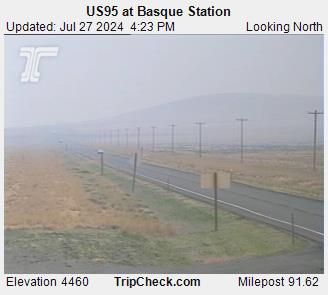 US95 at Basque Station
Updated: Jul 27 2024 4:23 PM Looking North
Elevation 4460 TripCheck.com Milepost 91.62